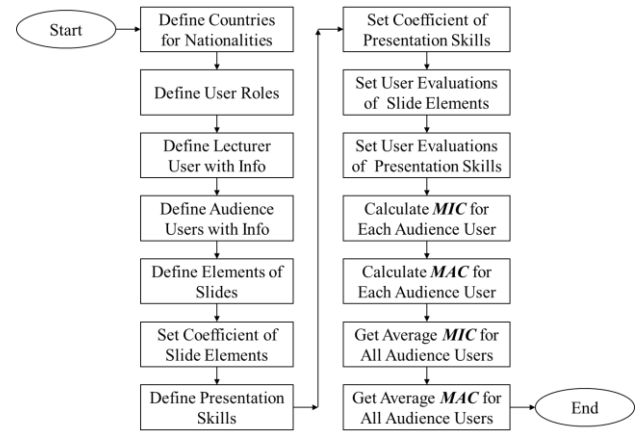 Start
Define Countries
for Nationalities
Define User Roles
Define Lecturer
User with Info
Define Audience
Users with Info
Define Elements of
Slides
Set Coefficient of
Slide Elements
Define Presentation
Skills
Set Coefficient of
Presentation Skills
Set User Evaluations
of Slide Elements
Set User Evaluations
of Presentation Skills
Calculate MIC for
Each Audience User
Calculate MAC for
Each Audience User
Get Average MIC for
All Audience Users
Get Average MAC for
All Audience Users
End